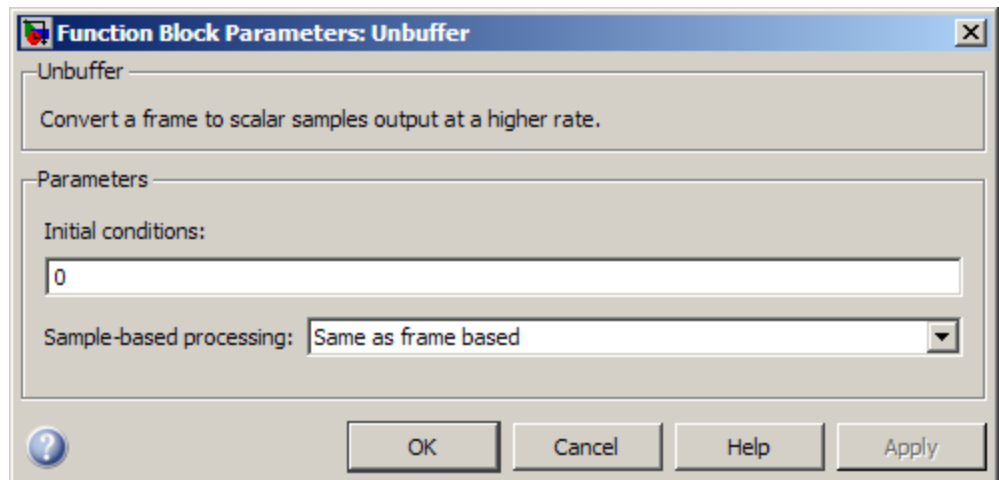 Function Block Parameters: Unbuffer
Unbuffer
Convert a frame to scalar samples output at a higher rate.
Parameters
Initial conditions:
0
Sample-based processing: Same as frame based
? OK Cancel Help Apply